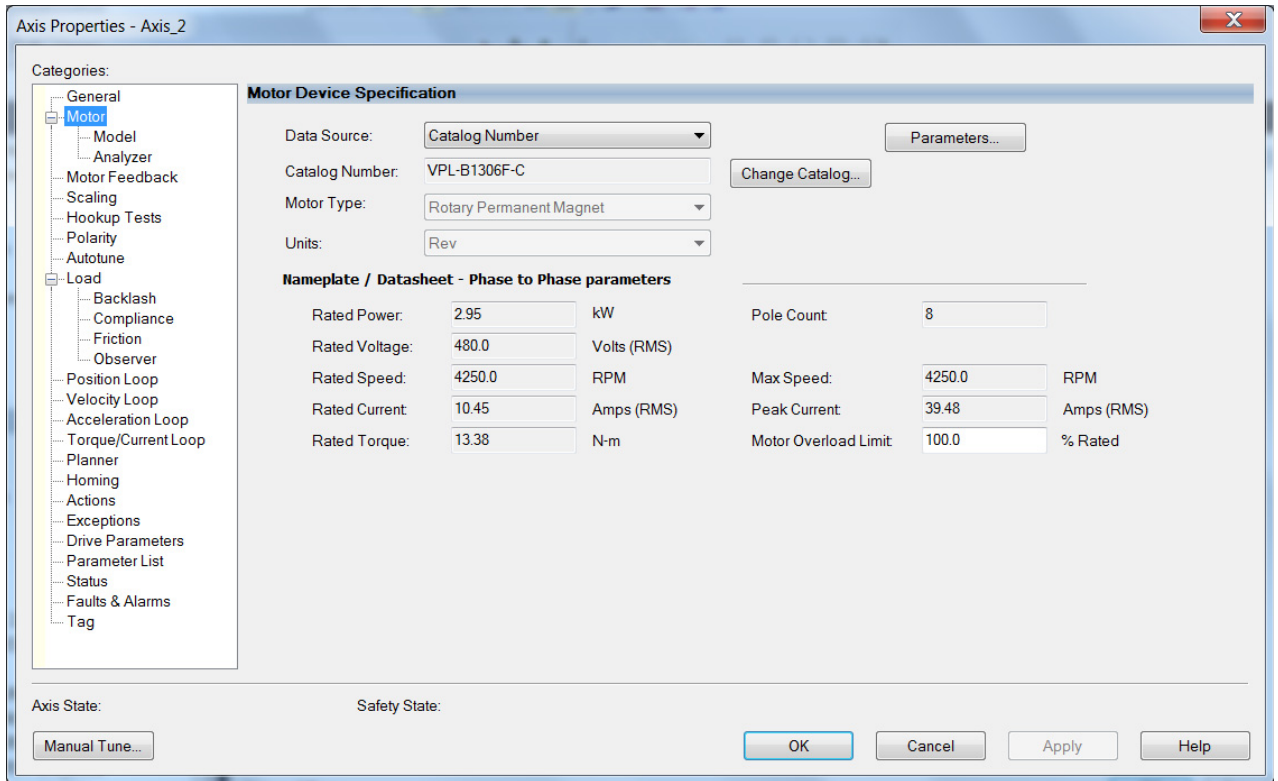 Axis Properties - Axis_2
X
Categories:
General
Motor
Model
Analyzer
Motor Feedback
Scaling
Hookup Tests
Polarity
Autotune
Load
Backlash
Compliance
Friction
Observer
Position Loop
Velocity Loop
Acceleration Loop
Torque/Current Loop
Planner
Homing
Actions
Exceptions
Drive Parameters
Parameter List
Status
Faults & Alarms
Tag
Motor Device Specification
Data Source: Catalog Number Parameters...
Catalog Number: VPL-B1306F-C Change Catalog...
Motor Type: Rotary Permanent Magnet
Units: Rev
Nameplate / Datasheet - Phase to Phase parameters
Rated Power: 2.95 kW Pole Count: 8
Rated Voltage: 480.0 Volts (RMS)
Rated Speed: 4250.0 RPM Max Speed: 4250.0 RPM
Rated Current: 10.45 Amps (RMS) Peak Current: 39.48 Amps (RMS)
Rated Torque: 13.38 N-m Motor Overload Limit: 100.0 % Rated
Axis State: Safety State:
Manual Tune... OK Cancel Apply Help